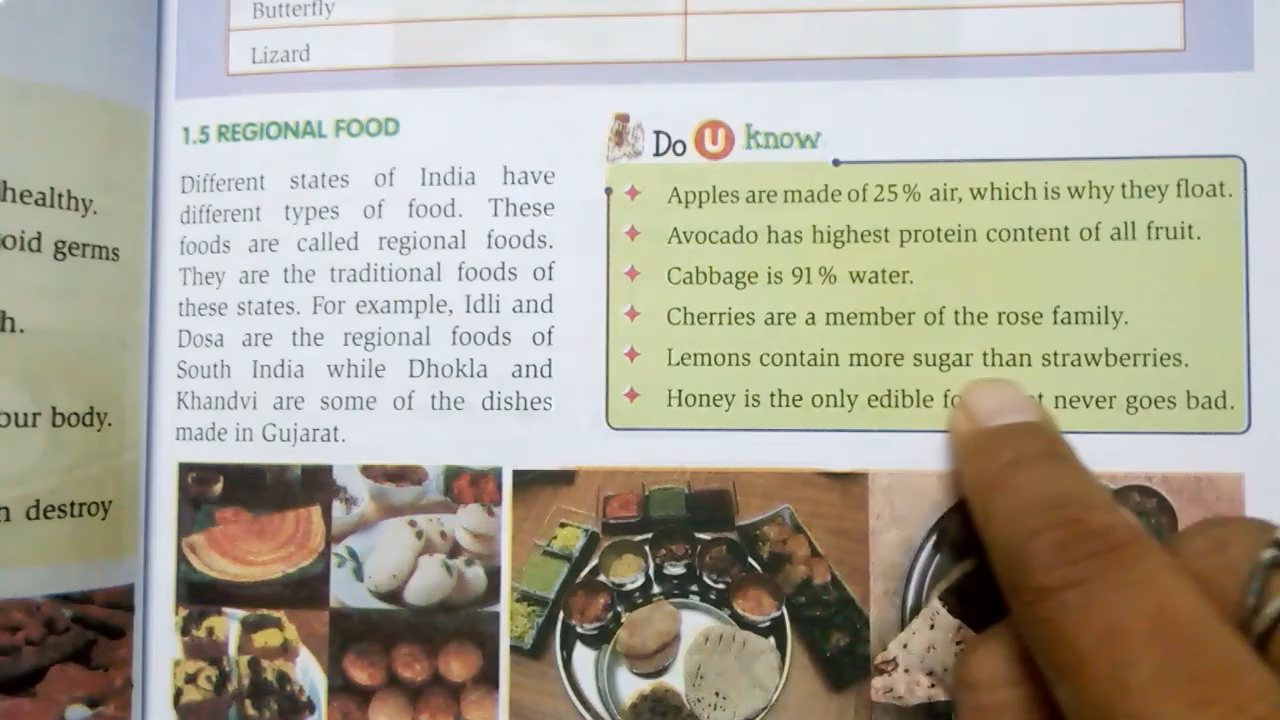 Butterfly
Lizard
healthy.
oid germs
h.
our body.
n destroy
1.5 REGIONAL FOOD
Different states of India have
different types of food. These
foods are called regional foods.
They are the traditional foods of
these states. For example, Idli and
Dosa are the regional foods of
South India while Dhokla and
Khandvi are some of the dishes
made in Gujarat.
Do U know
Apples are made of 25% air, which is why they float.
Avocado has highest protein content of all fruit.
Cabbage is 91% water.
Cherries are a member of the rose family.
Lemons contain more sugar than strawberries.
Honey is the only edible never goes bad.